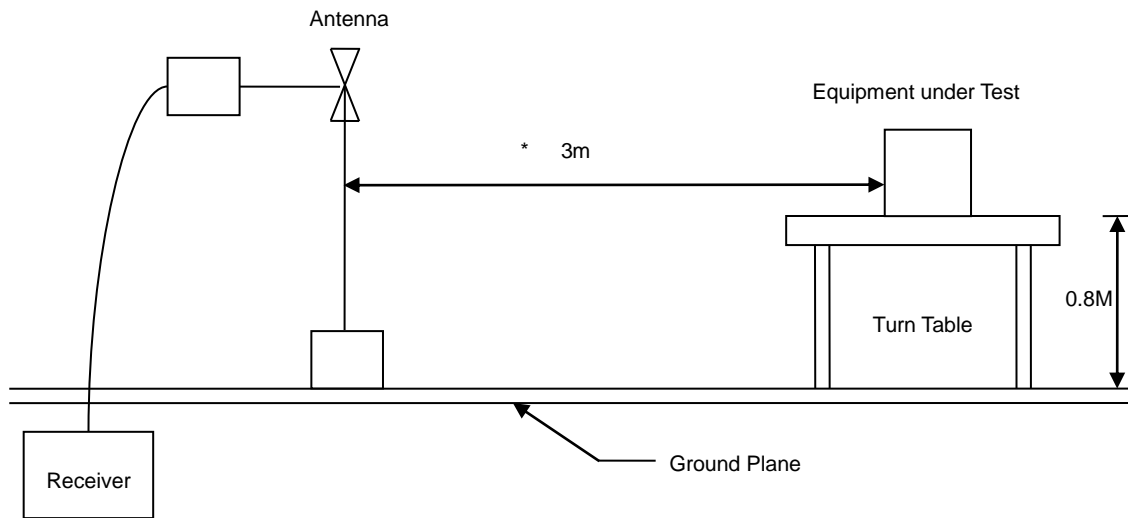 Antenna
Equipment under Test
* 3m
0.8M
Turn Table
Ground Plane
Receiver